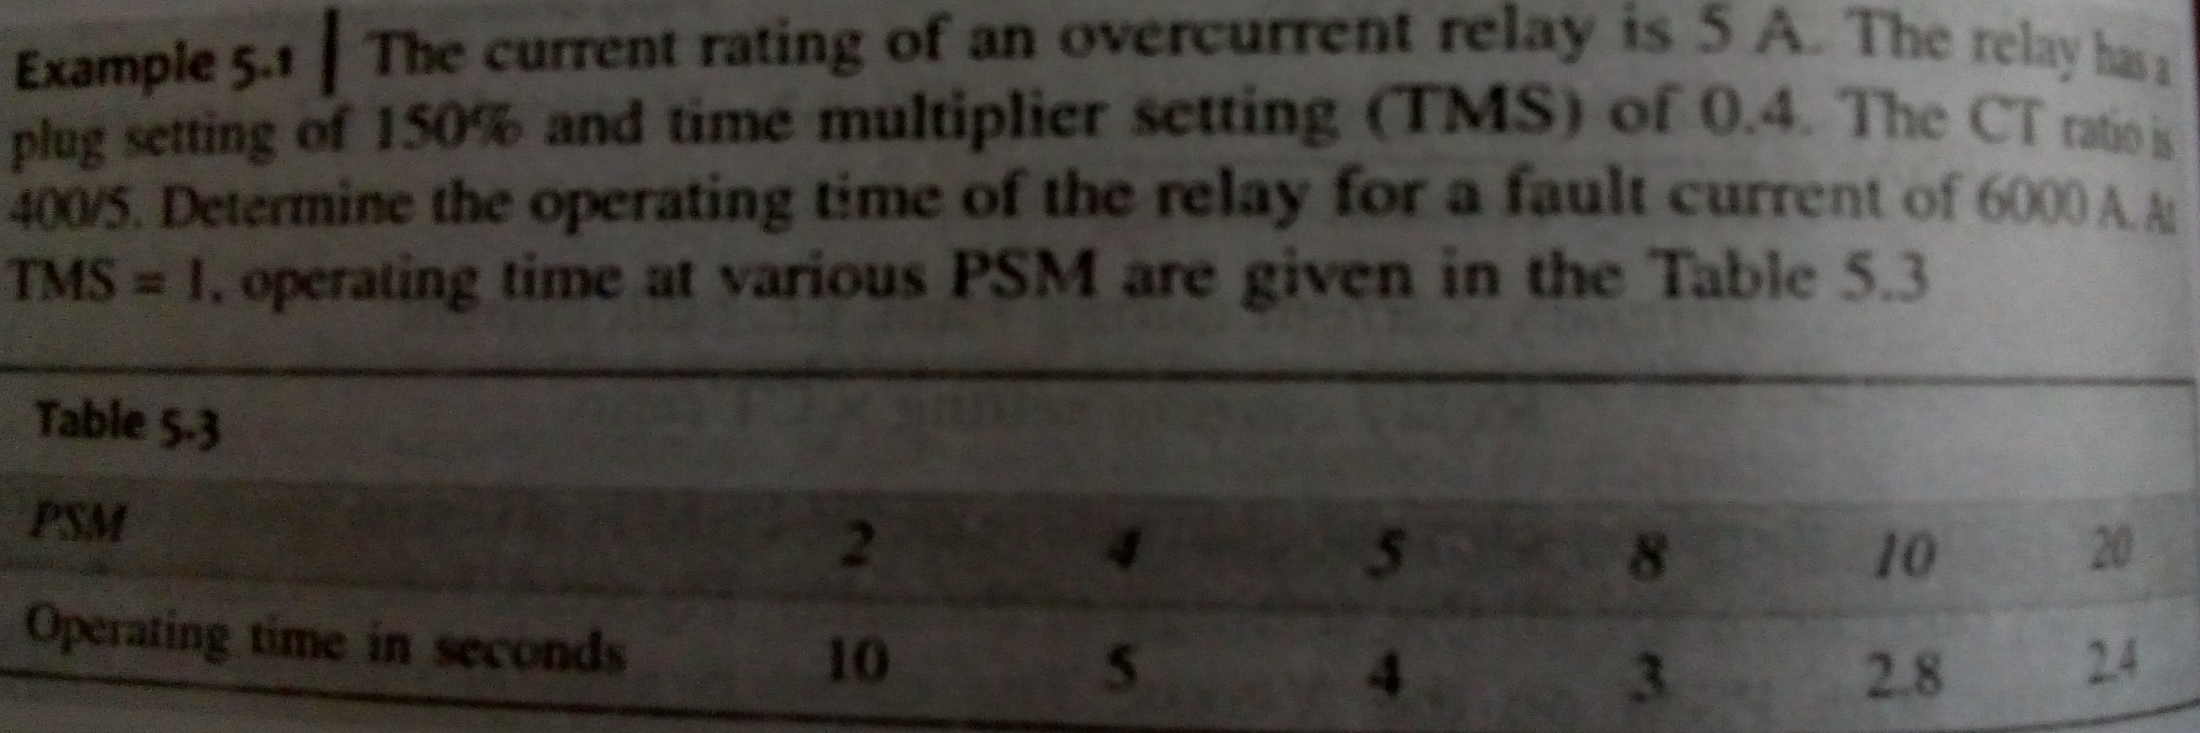 Example 5.1 | The current rating of an overcurrent relay is 5 A. The relay has a
plug setting of 150% and time multiplier setting (TMS) of 0.4. The CT ratio is
400/5. Determine the operating time of the relay for a fault current of 6000 A. At
TMS = 1, operating time at various PSM are given in the Table 5.3
Table 5.3
PSM 2 4 5 8 10 20
Operating time in seconds 10 5 4 3 2.8 2.4